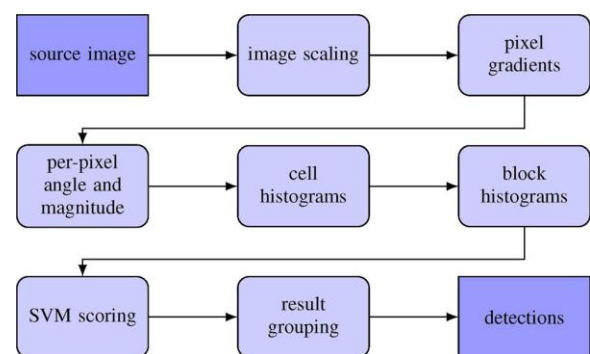 source image
image scaling
pixel
gradients
per-pixel
angle and
magnitude
cell
histograms
block
histograms
SVM scoring
result
grouping
detections